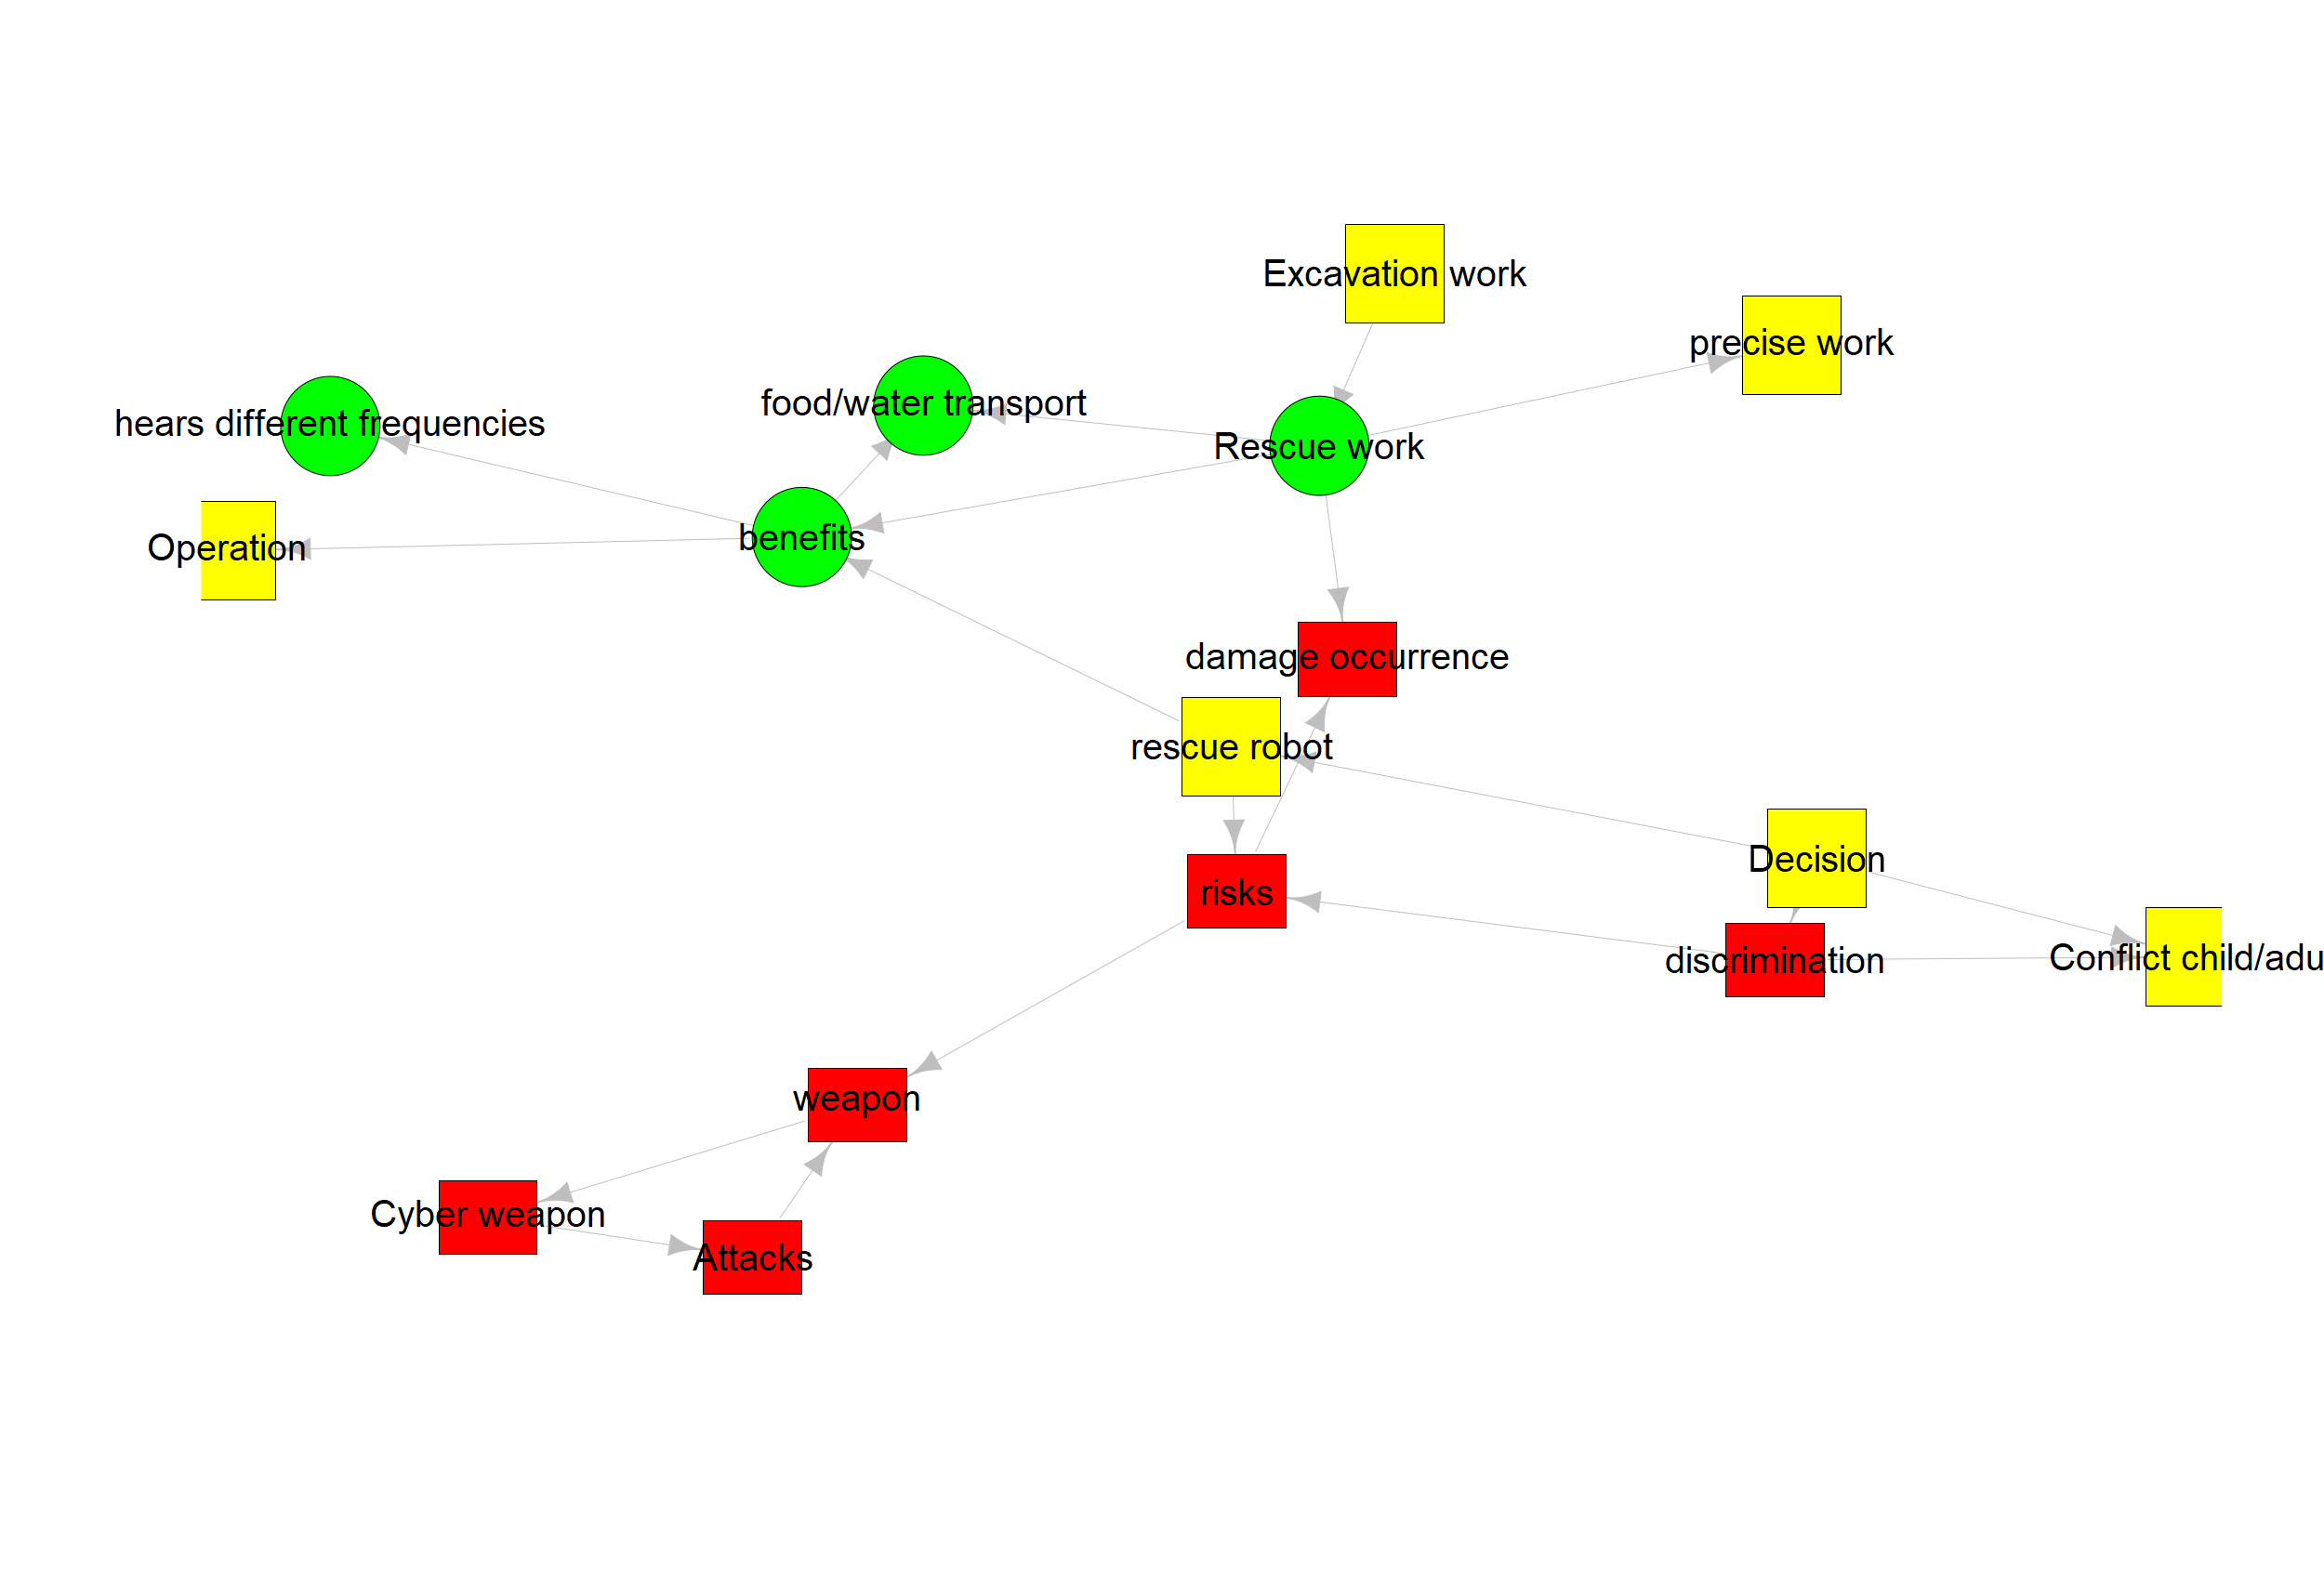 Excavation work
precise work
food/water transport
hears different frequencies
Rescue work
benefits
Operation
damage occurrence
rescue robot
Decision
risks
discrimination
Conflict child/adu
weapon
Cyber weapon
Attacks